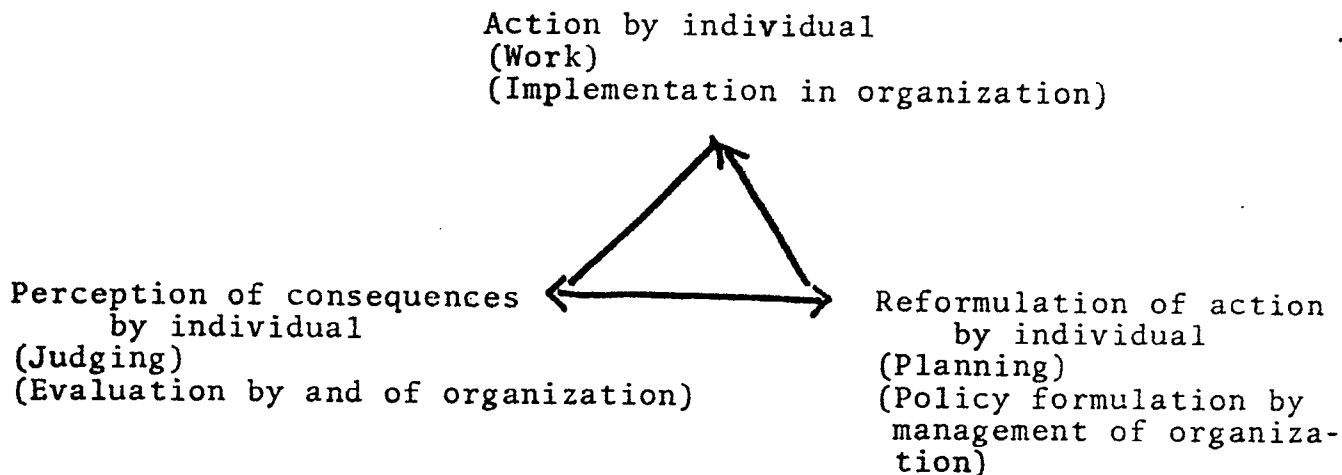 Action by individual
(Work)
(Implementation in organization)
Perception of consequences
by individual
(Judging)
(Evaluation by and of organization)
Reformulation of action
by individual
(Planning)
(Policy formulation by
management of organiza-
tion)